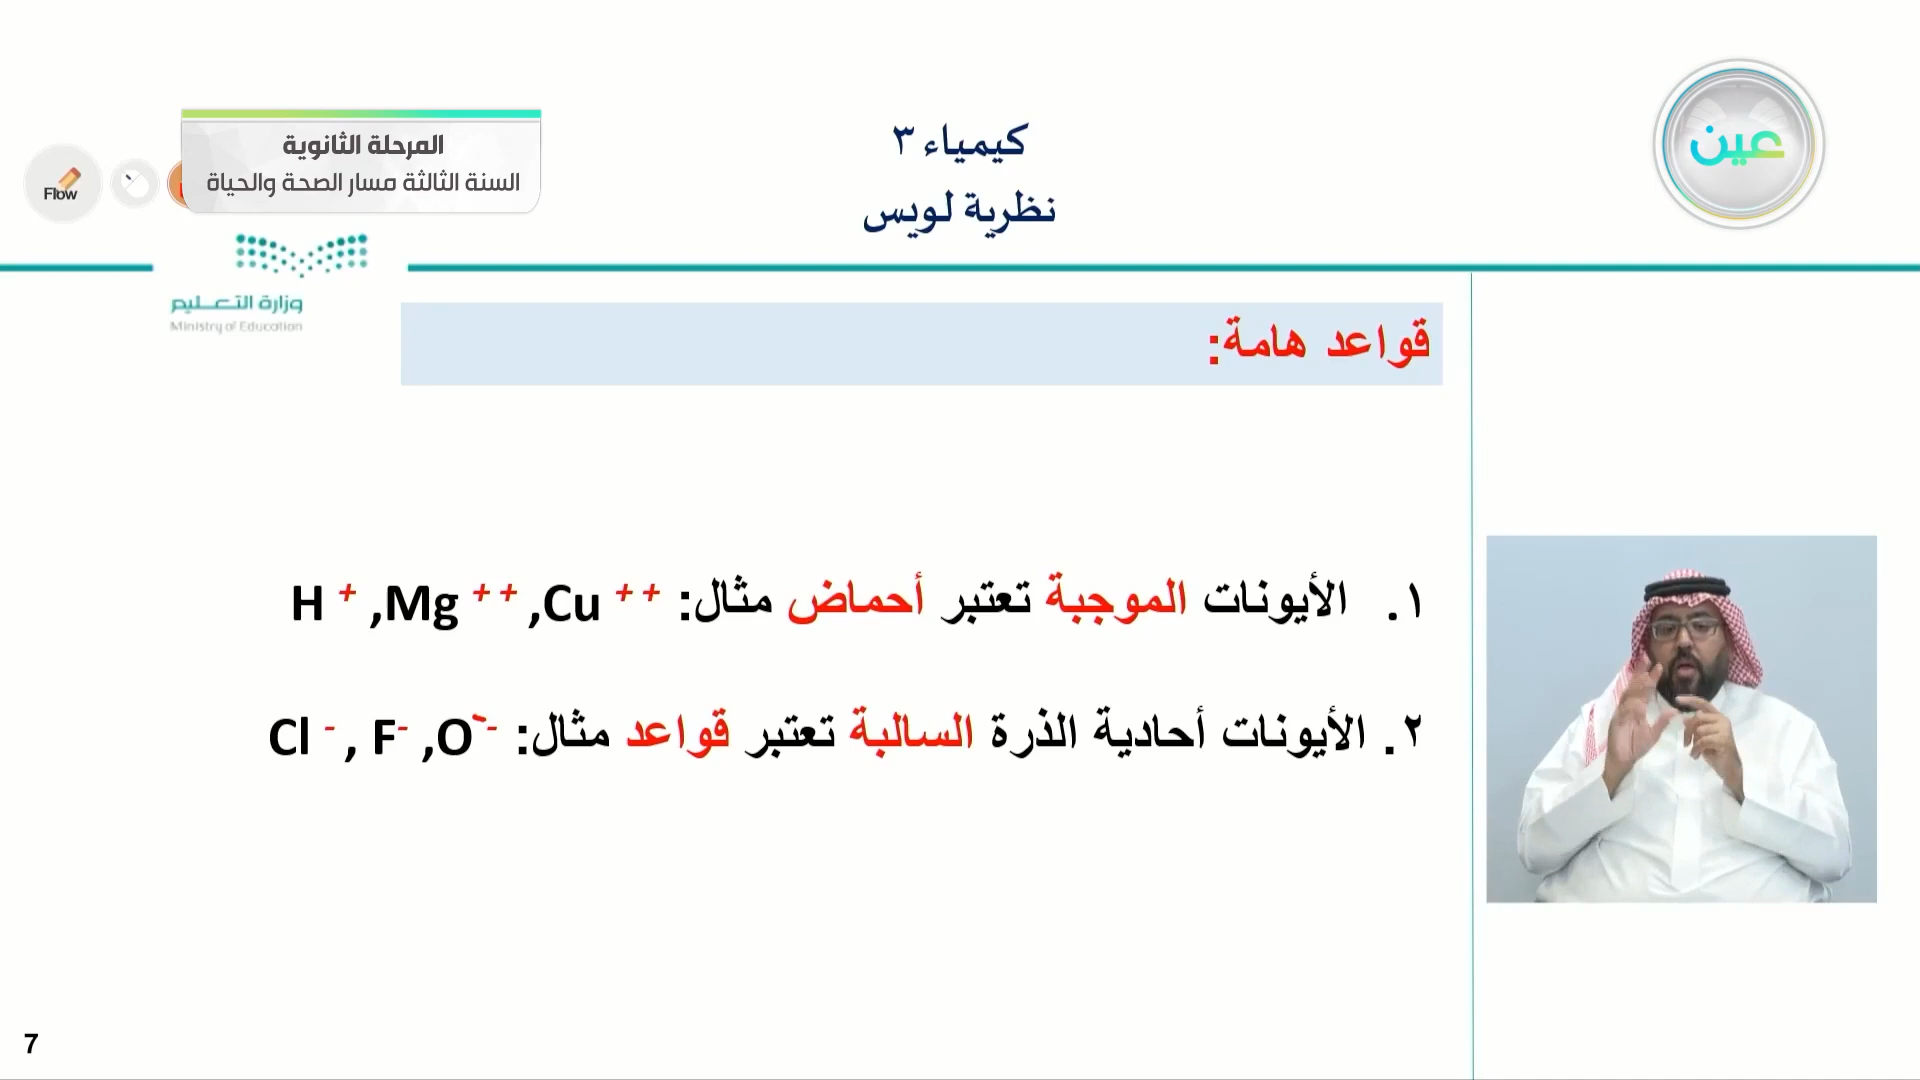 كيمياء ٣
نظرية لويس
عين
المرحلة الثانوية
السنة الثالثة مسار الصحة والحياة
Flow
وزارة التعليم
Ministry of Education
قواعد هامة:
١. الأيونات الموجبة تعتبر أحماض مثال: H + ,Mg ++ ,Cu ++
٢. الأيونات أحادية الذرة السالبة تعتبر قواعد مثال: Cl - , F- ,O--
7